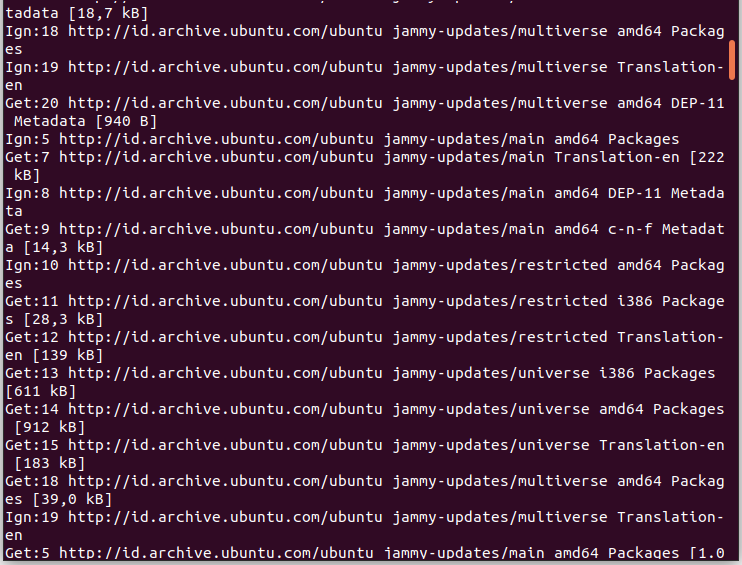 tadata [18,7 kB]
Ign:18 http://id.archive.ubuntu.com/ubuntu jammy-updates/multiverse amd64 Packag
es
Ign:19 http://id.archive.ubuntu.com/ubuntu jammy-updates/multiverse Translation-
en
Get:20 http://id.archive.ubuntu.com/ubuntu jammy-updates/multiverse amd64 DEP-11
 Metadata [940 B]
Ign:5 http://id.archive.ubuntu.com/ubuntu jammy-updates/main amd64 Packages
Get:7 http://id.archive.ubuntu.com/ubuntu jammy-updates/main Translation-en [222
 kB]
Ign:8 http://id.archive.ubuntu.com/ubuntu jammy-updates/main amd64 DEP-11 Metada
ta
Get:9 http://id.archive.ubuntu.com/ubuntu jammy-updates/main amd64 c-n-f Metadat
a [14,3 kB]
Ign:10 http://id.archive.ubuntu.com/ubuntu jammy-updates/restricted amd64 Packag
es
Get:11 http://id.archive.ubuntu.com/ubuntu jammy-updates/restricted i386 Package
s [28,3 kB]
Get:12 http://id.archive.ubuntu.com/ubuntu jammy-updates/restricted Translation-
en [139 kB]
Get:13 http://id.archive.ubuntu.com/ubuntu jammy-updates/universe i386 Packages
[611 kB]
Get:14 http://id.archive.ubuntu.com/ubuntu jammy-updates/universe amd64 Packages
 [912 kB]
Get:15 http://id.archive.ubuntu.com/ubuntu jammy-updates/universe Translation-en
 [183 kB]
Get:18 http://id.archive.ubuntu.com/ubuntu jammy-updates/multiverse amd64 Packag
es [39,0 kB]
Ign:19 http://id.archive.ubuntu.com/ubuntu jammy-updates/multiverse Translation-
en
Get:5 http://id.archive.ubuntu.com/ubuntu jammy-updates/main amd64 Packages [1.0